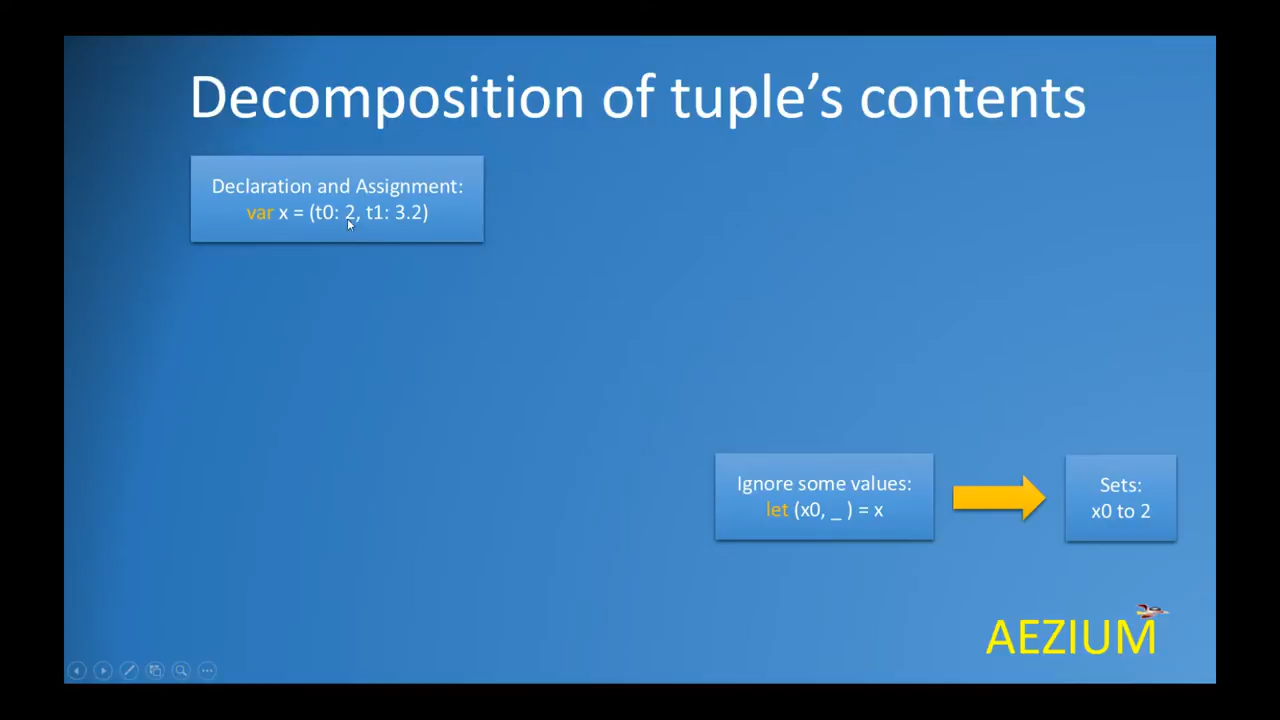 Decomposition of tuple’s contents
Declaration and Assignment:
var x = (t0: 2, t1: 3.2)
Ignore some values:
let (x0, _ ) = x
Sets:
x0 to 2
AEZIUM